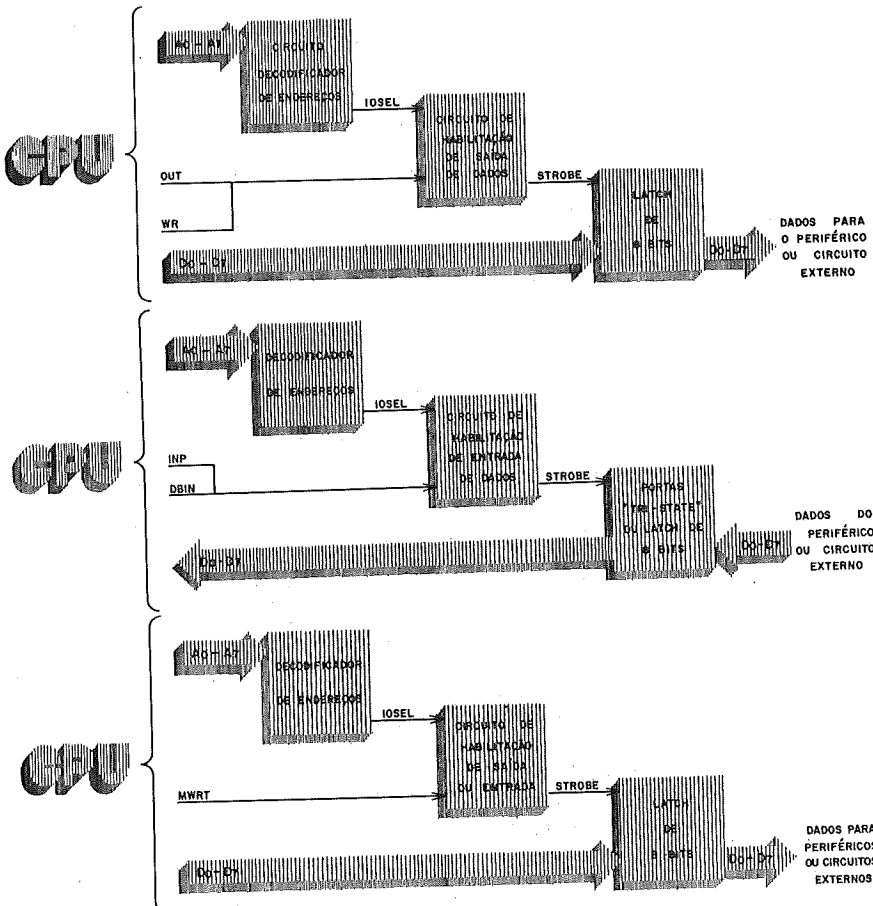 A0 - A7
CIRCUITO
DECODIFICADOR
DE ENDEREÇOS
IOSEL
CIRCUITO DE
HABILITAÇÃO
DE SAÍDA
DE DADOS
CPU
OUT
WR
STROBE
LATCH
DE
8 BITS
D0 - D7
D0-D7
DADOS PARA
O PERIFÉRICO
OU CIRCUITO
EXTERNO
A0 - A7
DECODIFICADOR
DE ENDEREÇOS
IOSEL
CIRCUITO DE
HABILITAÇÃO
DE ENTRADA
DE DADOS
CPU
INP
DBIN
STROBE
PORTAS
"TRI-STATE"
OU LATCH DE
8 BITS
D0-D7
D0-D7
DADOS DO
PERIFÉRICO
OU CIRCUITO
EXTERNO
A0 - A7
DECODIFICADOR
DE ENDEREÇOS
IOSEL
CIRCUITO DE
HABILITAÇÃO
DE SAÍDA
OU ENTRADA
CPU
MWRT
STROBE
LATCH
DE
8-BITS
D0-D7
D0-D7
DADOS PARA
PERIFÉRICOS
OU CIRCUITOS
EXTERNOS